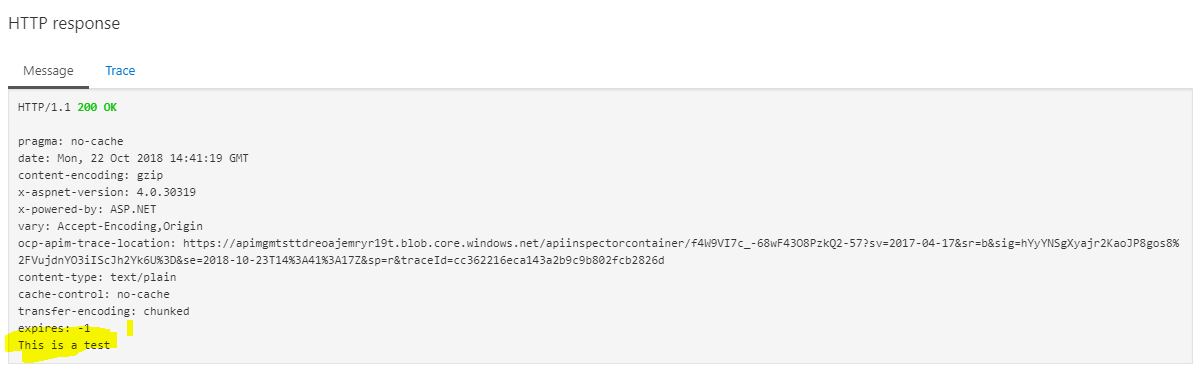 HTTP response
Message Trace
HTTP/1.1 200 OK
pragma: no-cache
date: Mon, 22 Oct 2018 14:41:19 GMT
content-encoding: gzip
x-aspnet-version: 4.0.30319
x-powered-by: ASP.NET
vary: Accept-Encoding,Origin
ocp-apim-trace-location: https://apimgmtsttdreoajemryr19t.blob.core.windows.net/apiinspectorcontainer/f4W9VI7c_-68wF43O8PzkQ2-57?sv=2017-04-17&sr=b&sig=hYyYNSgXyajr2KaoJP8gos8%
2FVujdnYO3iIScJh2Yk6U%3D&se=2018-10-23T14%3A41%3A17Z&sp=r&traceId=cc362216eca143a2b9c9b802fcb2826d
content-type: text/plain
cache-control: no-cache
transfer-encoding: chunked
expires: -1
This is a test